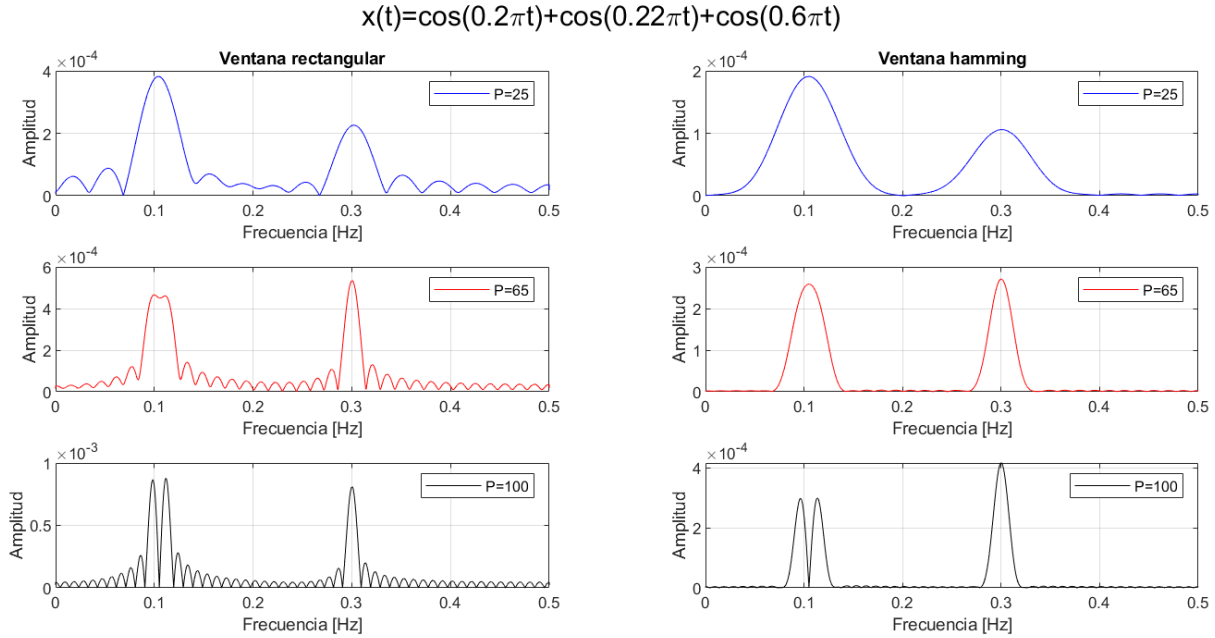 x(t)=cos(0.2πt)+cos(0.22πt)+cos(0.6πt)
Ventana rectangular
×10⁻⁴
4
2
0
Amplitud
P=25
0 0.1 0.2 0.3 0.4 0.5
Frecuencia [Hz]
Ventana hamming
×10⁻⁴
2
1
0
Amplitud
P=25
0 0.1 0.2 0.3 0.4 0.5
Frecuencia [Hz]
×10⁻⁴
6
4
2
0
Amplitud
P=65
0 0.1 0.2 0.3 0.4 0.5
Frecuencia [Hz]
×10⁻⁴
3
2
1
0
Amplitud
P=65
0 0.1 0.2 0.3 0.4 0.5
Frecuencia [Hz]
×10⁻³
1
0.5
0
Amplitud
P=100
0 0.1 0.2 0.3 0.4 0.5
Frecuencia [Hz]
×10⁻⁴
4
2
0
Amplitud
P=100
0 0.1 0.2 0.3 0.4 0.5
Frecuencia [Hz]